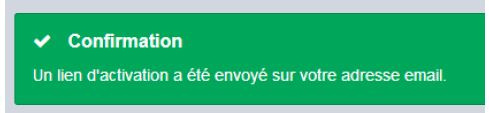 Confirmation
Un lien d'activation a été envoyé sur votre adresse email.